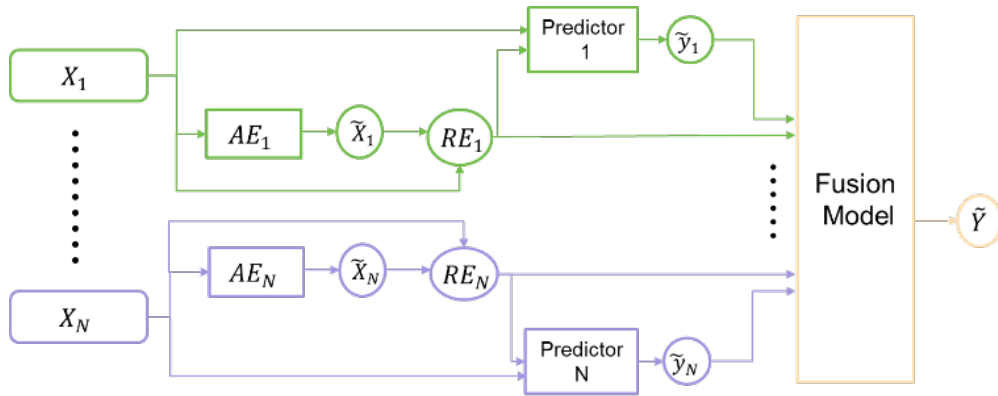 Predictor
1
ỹ₁
X₁
AE₁
X̃₁
RE₁
Fusion
Model
Ỹ
AE_N
X̃_N
RE_N
X_N
Predictor
N
ỹ_N